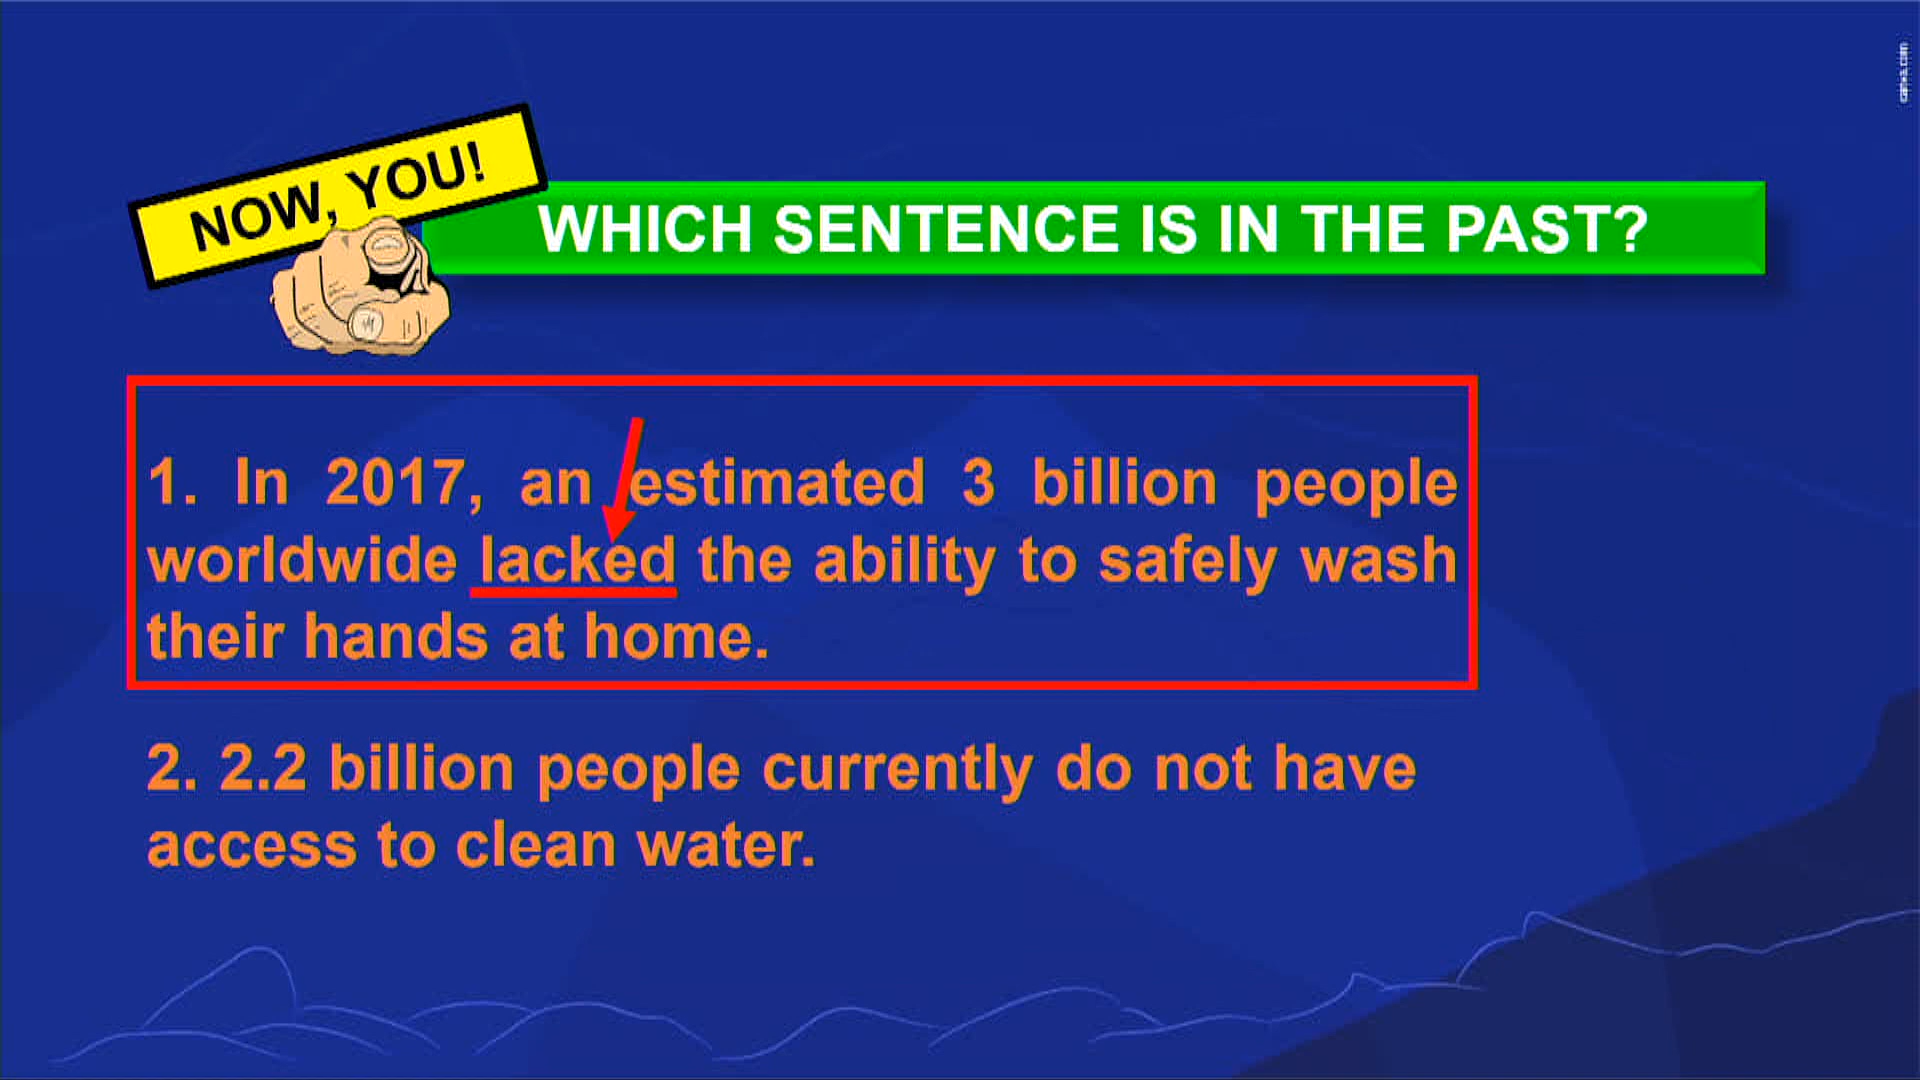 NOW, YOU!
WHICH SENTENCE IS IN THE PAST?
1. In 2017, an estimated 3 billion people
worldwide lacked the ability to safely wash
their hands at home.
2. 2.2 billion people currently do not have
access to clean water.